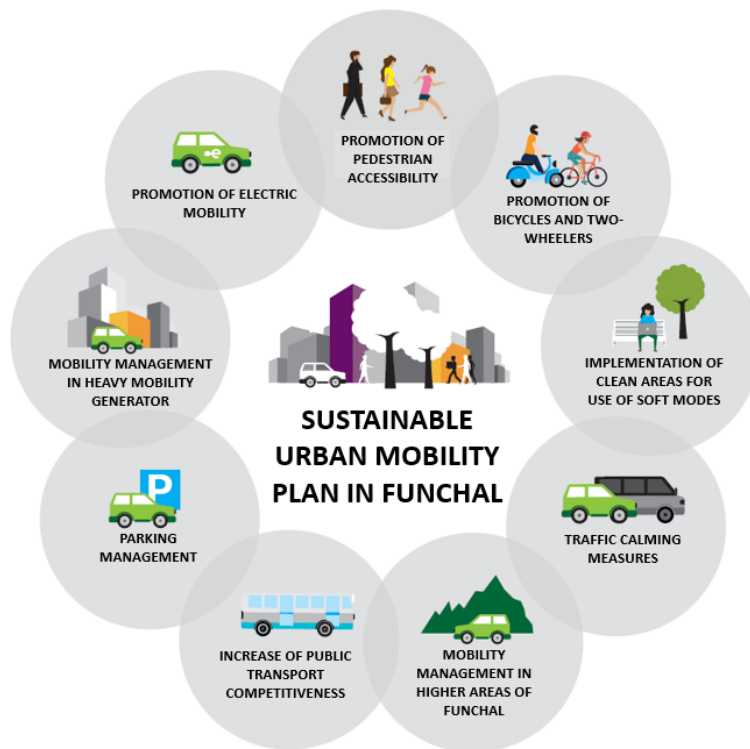 PROMOTION OF
PEDESTRIAN
ACCESSIBILITY
PROMOTION OF ELECTRIC
MOBILITY
e
PROMOTION OF
BICYCLES AND TWO-
WHEELERS
MOBILITY MANAGEMENT
IN HEAVY MOBILITY
GENERATOR
IMPLEMENTATION OF
CLEAN AREAS FOR
USE OF SOFT MODES
SUSTAINABLE
URBAN MOBILITY
PLAN IN FUNCHAL
P
PARKING
MANAGEMENT
TRAFFIC CALMING
MEASURES
INCREASE OF PUBLIC
TRANSPORT
COMPETITIVENESS
MOBILITY
MANAGEMENT IN
HIGHER AREAS OF
FUNCHAL